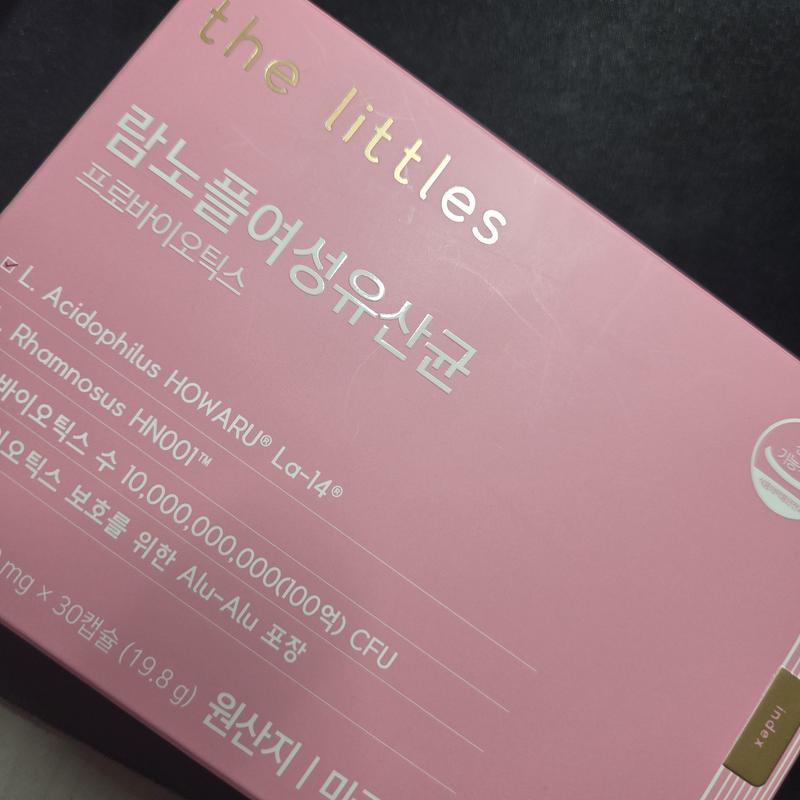 the littles
람노플여성유산균
프로바이오틱스
L. Acidophilus HOWARU® La-14®
Rhamnosus HN001™
바이오틱스 수 10,000,000,000(100억) CFU
이오틱스 보호를 위한 Alu-Alu 포장
mg × 30캡슐 (19.8 g)
원산지 |
기능
index